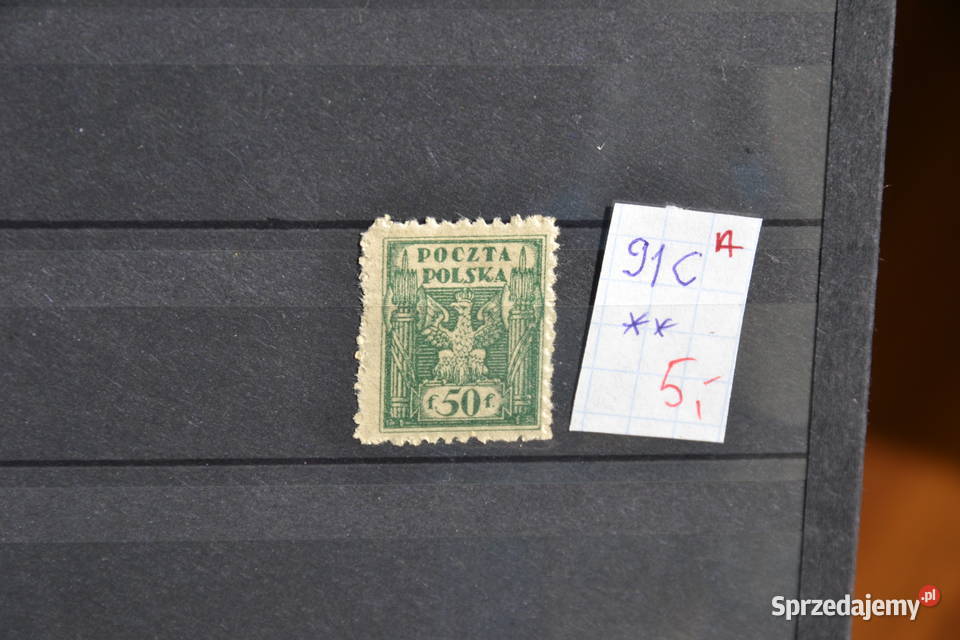 POCZTA
POLSKA
f 50 f
91C A
**
5,-
Sprzedajemy.pl